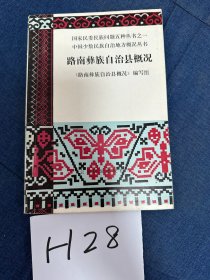 国家民委民族问题五种丛书之一
中国少数民族自治地方概况丛书
路南彝族自治县概况
《路南彝族自治县概况》编写组
H28